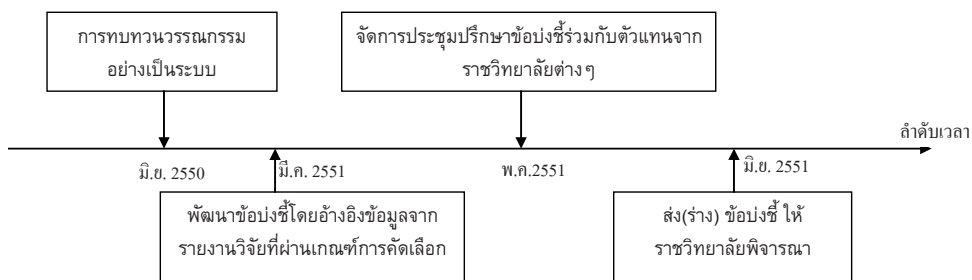 การทบทวนวรรณกรรม
อย่างเป็นระบบ
จัดการประชุมปรึกษาข้อบ่งชี้ร่วมกับตัวแทนจาก
ราชวิทยาลัยต่างๆ
ลำดับเวลา
มิ.ย. 2550
มี.ค. 2551
พ.ค.2551
มิ.ย. 2551
พัฒนาข้อบ่งชี้โดยอ้างอิงข้อมูลจาก
รายงานวิจัยที่ผ่านเกณฑ์การคัดเลือก
ส่ง(ร่าง) ข้อบ่งชี้ ให้
ราชวิทยาลัยพิจารณา